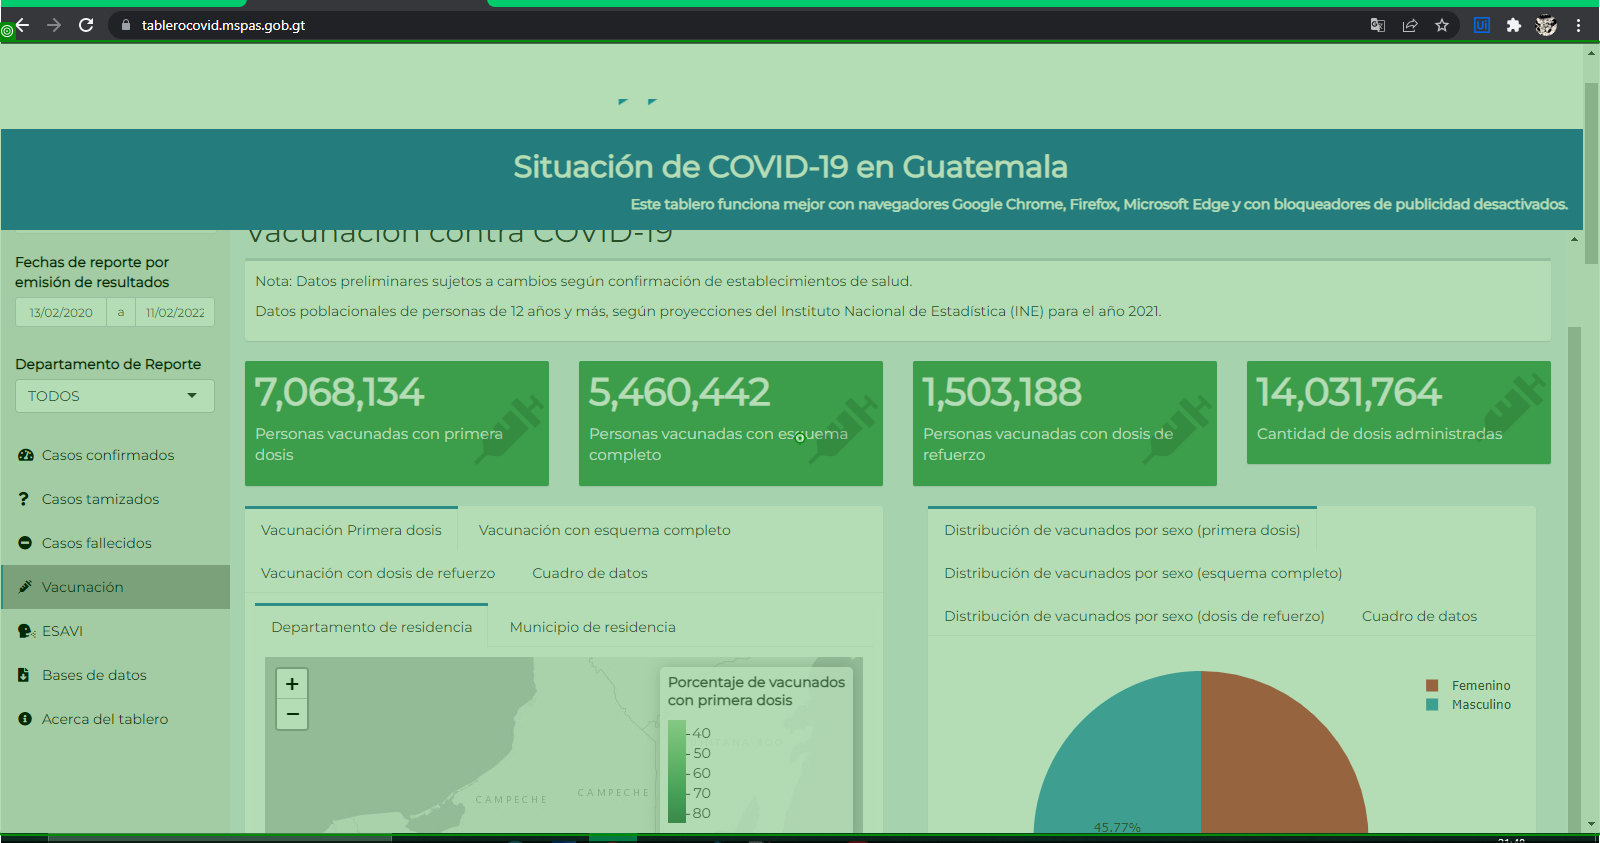 tablerocovid.mspas.gob.gt
Situación de COVID-19 en Guatemala
Este tablero funciona mejor con navegadores Google Chrome, Firefox, Microsoft Edge y con bloqueadores de publicidad desactivados.
Fechas de reporte por
emisión de resultados
13/02/2020 a 11/02/2022
Departamento de Reporte
TODOS
Casos confirmados
Casos tamizados
Casos fallecidos
Vacunación
ESAVI
Bases de datos
Acerca del tablero
Vacunación contra COVID-19
Nota: Datos preliminares sujetos a cambios según confirmación de establecimientos de salud.
Datos poblacionales de personas de 12 años y más, según proyecciones del Instituto Nacional de Estadística (INE) para el año 2021.
7,068,134
Personas vacunadas con primera
dosis
5,460,442
Personas vacunadas con esquema
completo
1,503,188
Personas vacunadas con dosis de
refuerzo
14,031,764
Cantidad de dosis administradas
Vacunación Primera dosis
Vacunación con esquema completo
Vacunación con dosis de refuerzo
Cuadro de datos
Departamento de residencia
Municipio de residencia
+
−
CAMPECHE
CAMPECHE
Porcentaje de vacunados
con primera dosis
40
50
60
70
80
Distribución de vacunados por sexo (primera dosis)
Distribución de vacunados por sexo (esquema completo)
Distribución de vacunados por sexo (dosis de refuerzo)
Cuadro de datos
Femenino
Masculino
45.77%